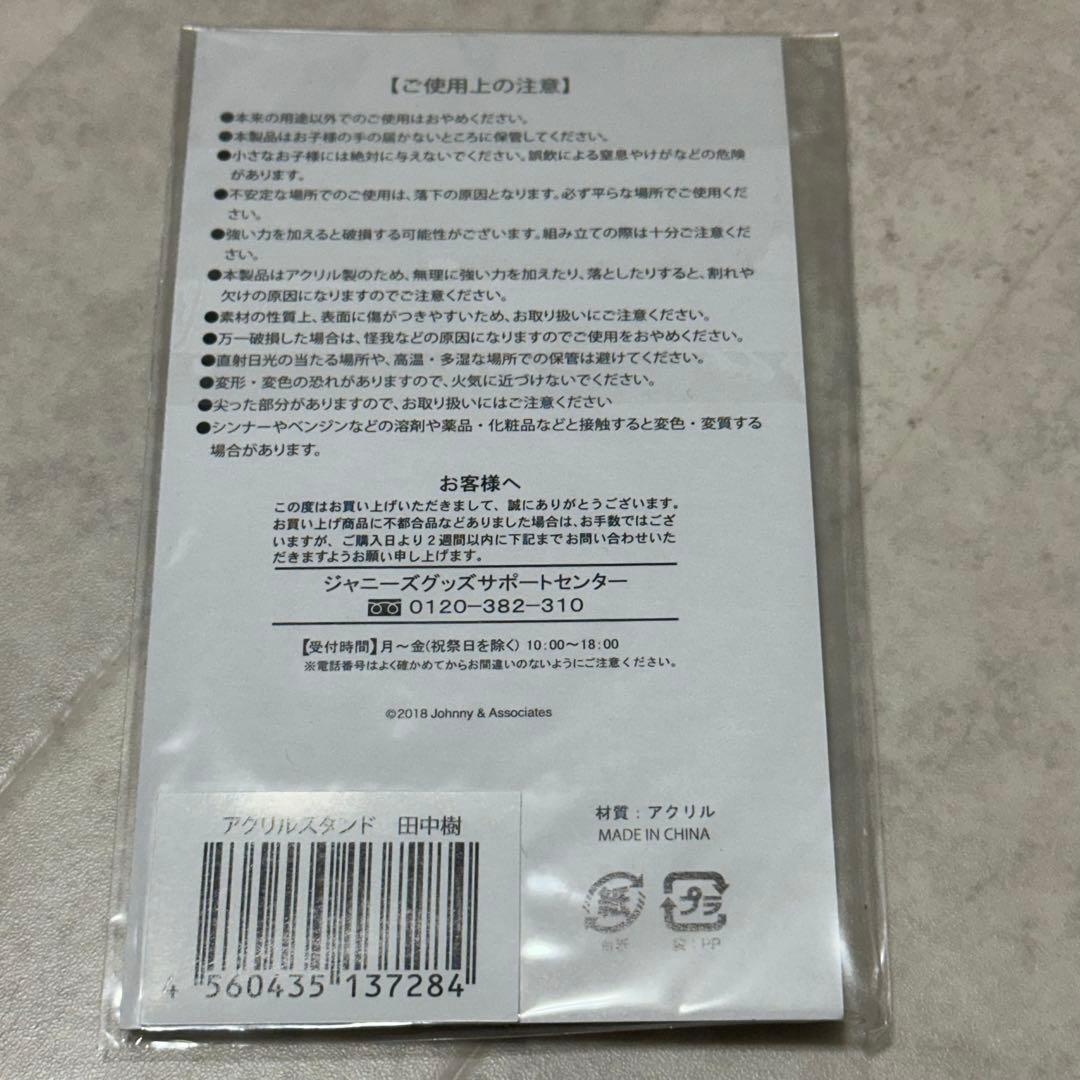 【ご使用上の注意】
●本来の用途以外でのご使用はおやめください。
●本製品はお子様の手の届かないところに保管してください。
●小さなお子様には絶対に与えないでください。誤飲による窒息やけがなどの危険
があります。
●不安定な場所でのご使用は、落下の原因となります。必ず平らな場所でご使用くだ
さい。
●強い力を加えると破損する可能性がございます。組み立ての際は十分ご注意くだ
さい。
●本製品はアクリル製のため、無理に強い力を加えたり、落としたりすると、割れや
欠けの原因になりますのでご注意ください。
●素材の性質上、表面に傷がつきやすいため、お取り扱いにご注意ください。
●万一破損した場合は、怪我などの原因になりますのでご使用をおやめください。
●直射日光の当たる場所や、高温・多湿な場所での保管は避けてください。
●変形・変色の恐れがありますので、火気に近づけないでください。
●尖った部分がありますので、お取り扱いにはご注意ください
●シンナーやベンジンなどの溶剤や薬品・化粧品などと接触すると変色・変質する
場合があります。
お客様へ
この度はお買い上げいただきまして、誠にありがとうございます。
お買い上げ商品に不都合品などありました場合は、お手数ではござ
いますが、ご購入日より２週間以内に下記までお問い合わせいた
だきますようお願い申し上げます。
ジャニーズグッズサポートセンター
0120-382-310
【受付時間】月～金(祝祭日を除く) 10:00～18:00
※電話番号はよく確かめてからお間違いのないようにご注意ください。
©2018 Johnny & Associates
アクリルスタンド 田中樹
4 560435 137284
材質：アクリル
MADE IN CHINA
紙 プラ
台紙 袋：PP